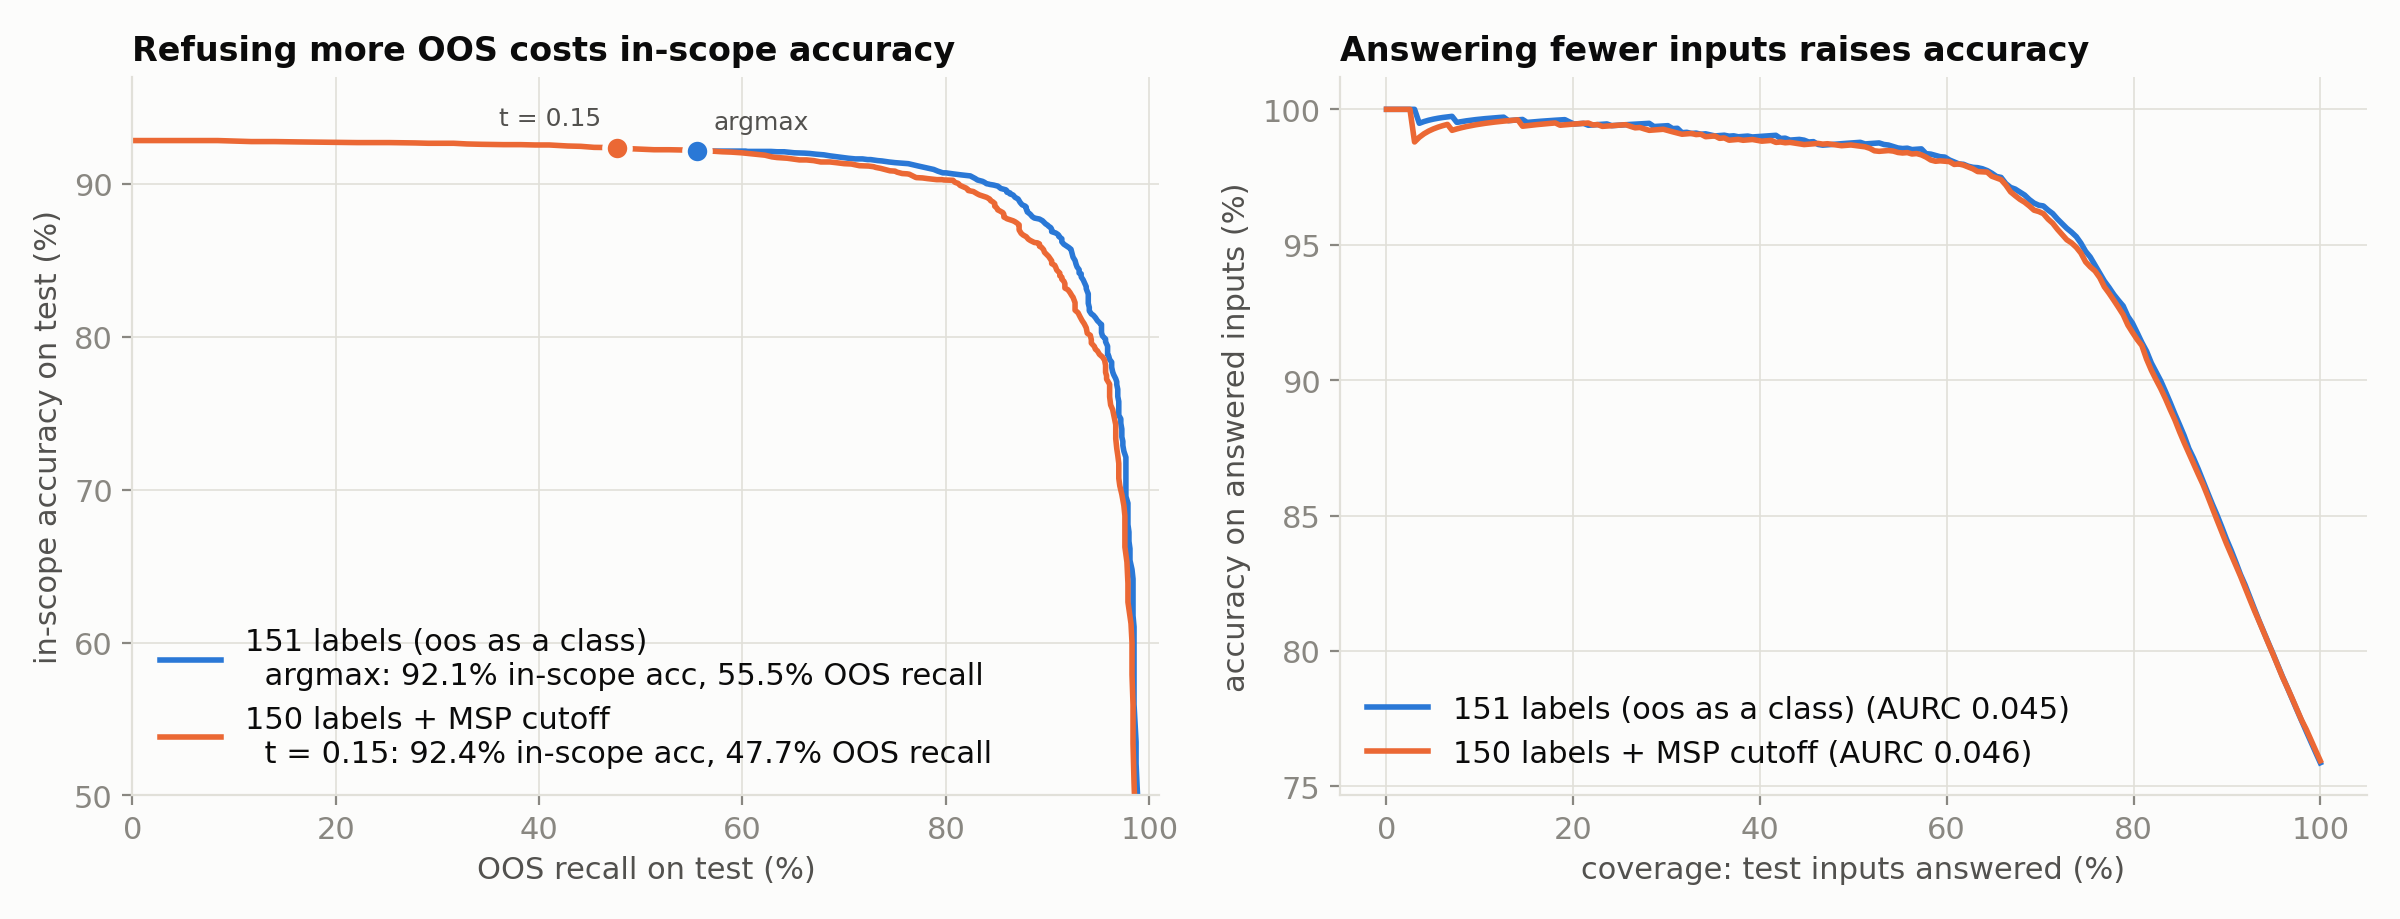 Refusing more OOS costs in-scope accuracy
in-scope accuracy on test (%)
90
80
70
60
50
t = 0.15
argmax
151 labels (oos as a class)
argmax: 92.1% in-scope acc, 55.5% OOS recall
150 labels + MSP cutoff
t = 0.15: 92.4% in-scope acc, 47.7% OOS recall
0 20 40 60 80 100
OOS recall on test (%)
Answering fewer inputs raises accuracy
accuracy on answered inputs (%)
100
95
90
85
80
75
151 labels (oos as a class) (AURC 0.045)
150 labels + MSP cutoff (AURC 0.046)
0 20 40 60 80 100
coverage: test inputs answered (%)